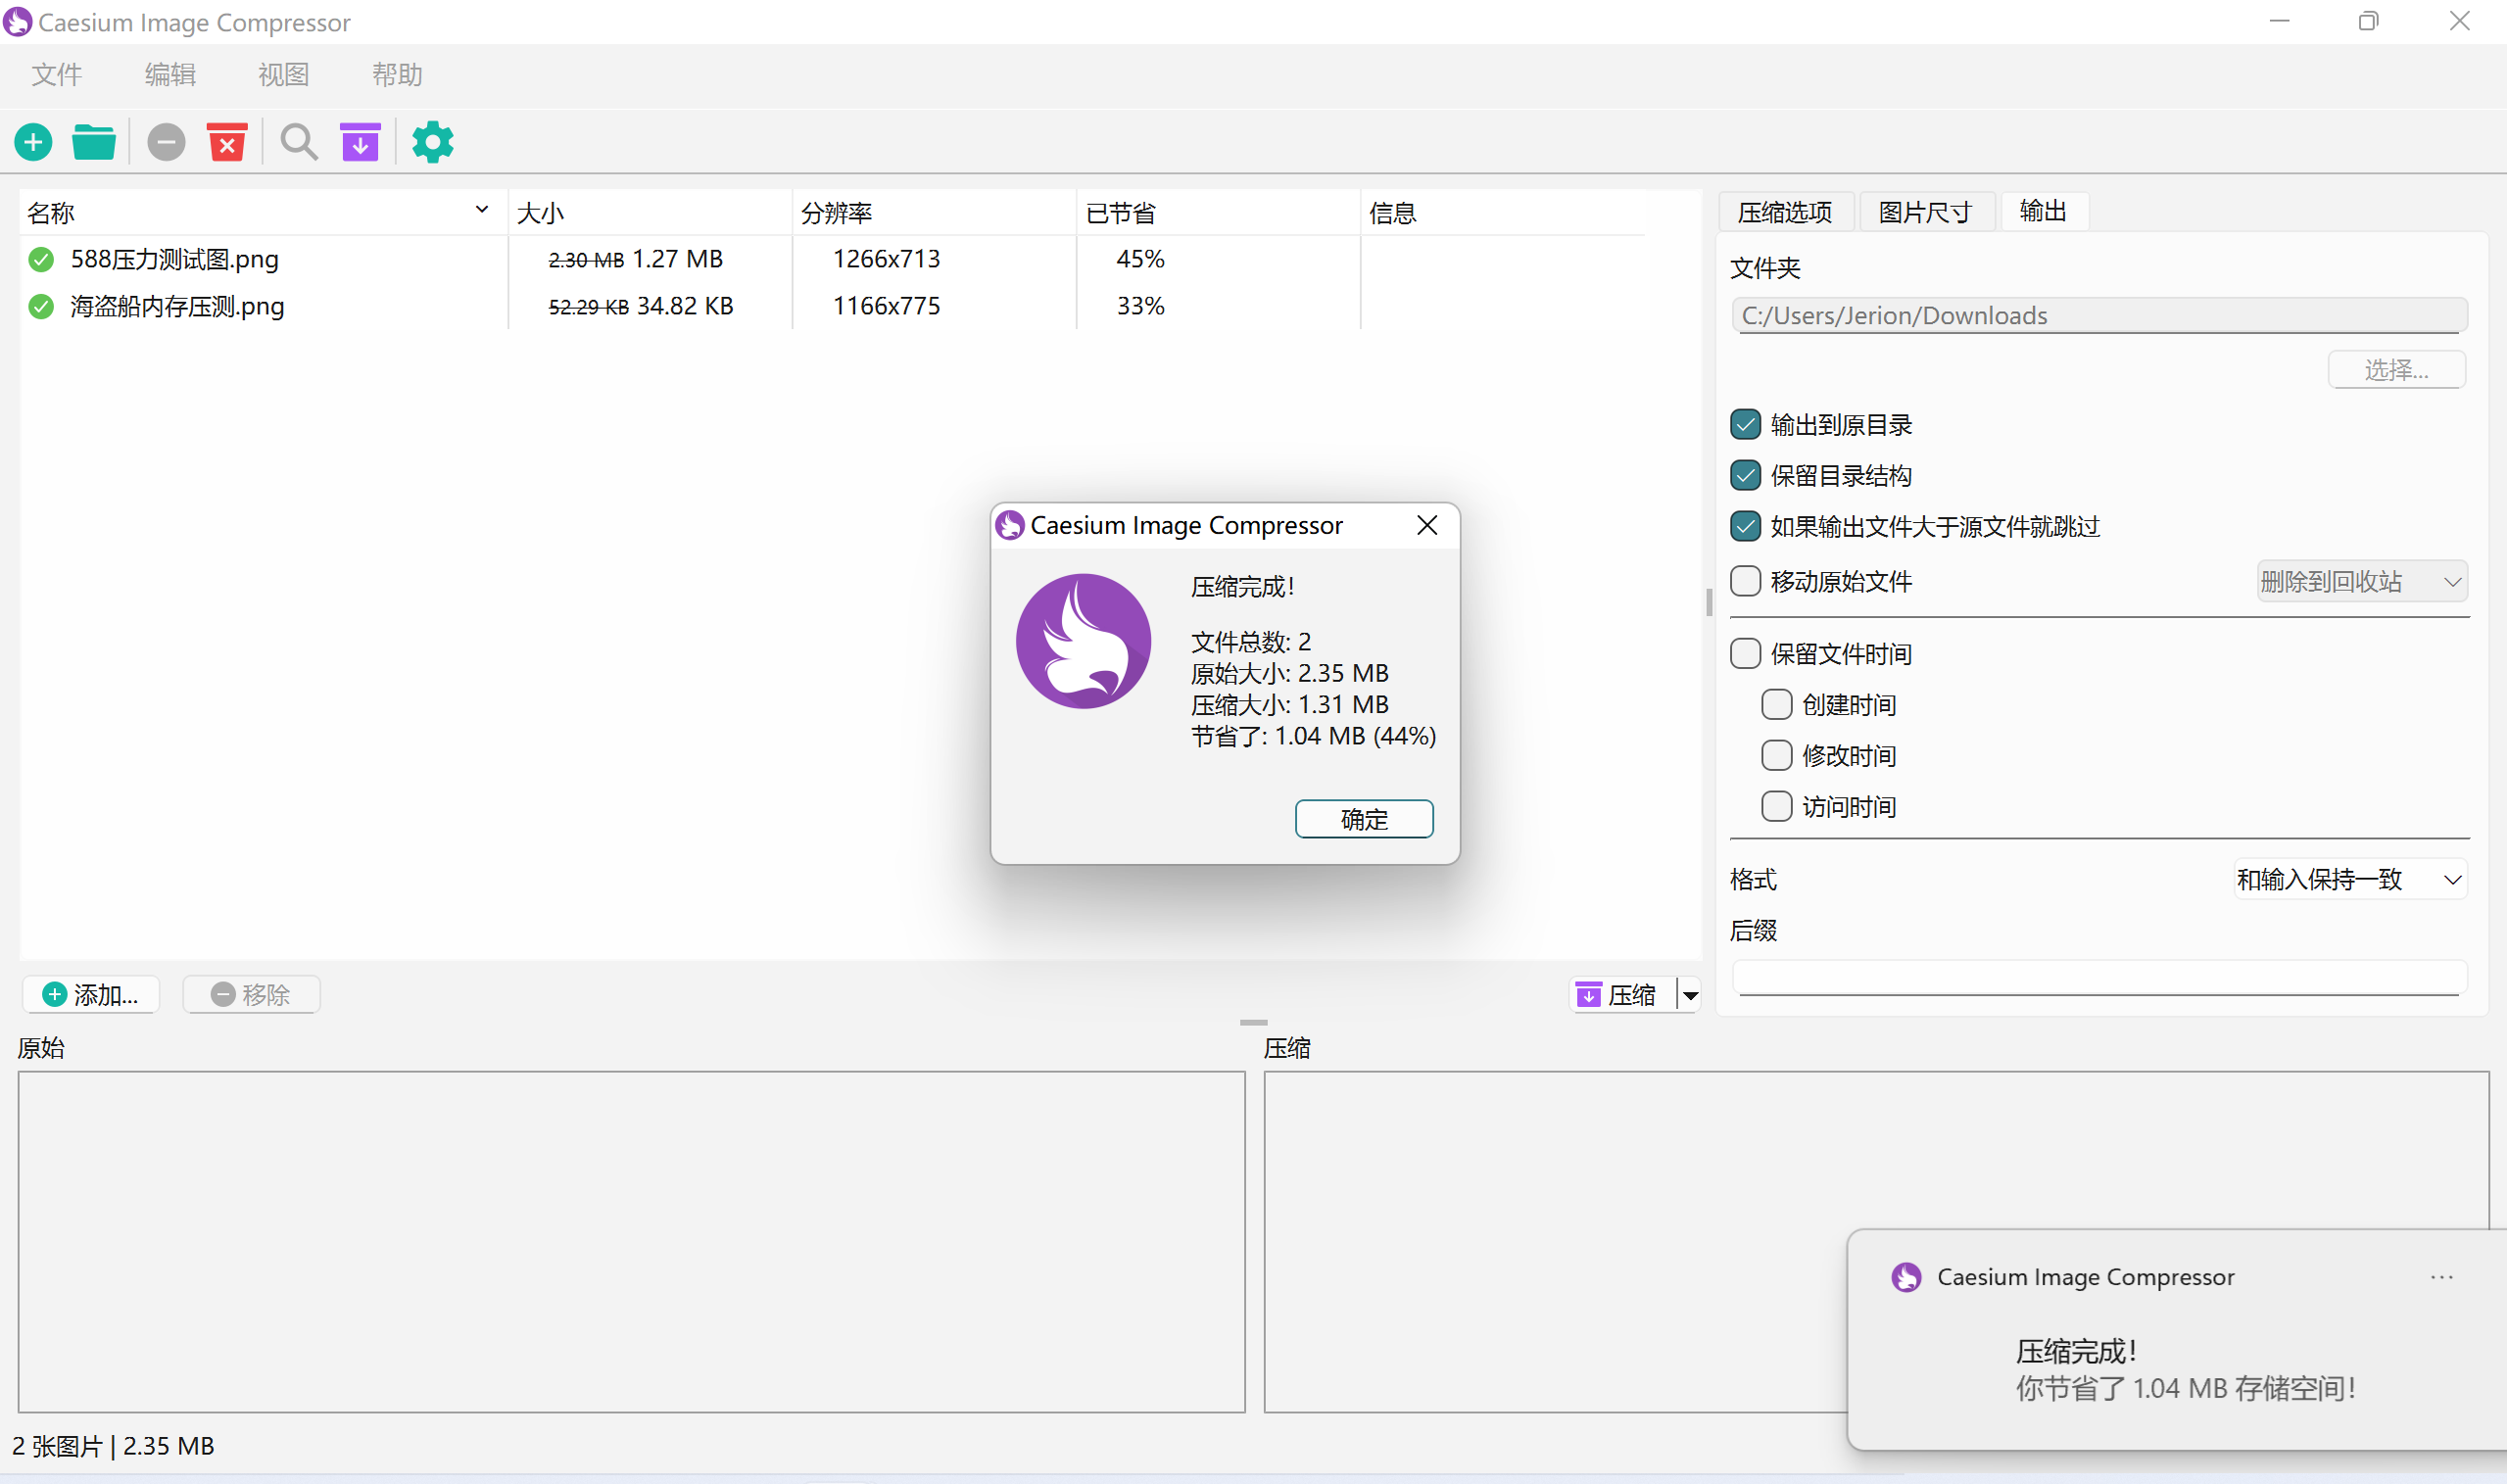 Caesium Image Compressor
文件 编辑 视图 帮助
名称 大小 分辨率 已节省 信息
588压力测试图.png 2.30 MB 1.27 MB 1266x713 45%
海盗船内存压测.png 52.29 KB 34.82 KB 1166x775 33%
压缩选项 图片尺寸 输出
文件夹
C:/Users/Jerion/Downloads
选择...
输出到原目录
保留目录结构
如果输出文件大于源文件就跳过
移动原始文件 删除到回收站
保留文件时间
创建时间
修改时间
访问时间
格式 和输入保持一致
后缀
Caesium Image Compressor
压缩完成!
文件总数: 2
原始大小: 2.35 MB
压缩大小: 1.31 MB
节省了: 1.04 MB (44%)
确定
添加... 移除 压缩
原始 压缩
Caesium Image Compressor ...
压缩完成!
你节省了 1.04 MB 存储空间!
2 张图片 | 2.35 MB